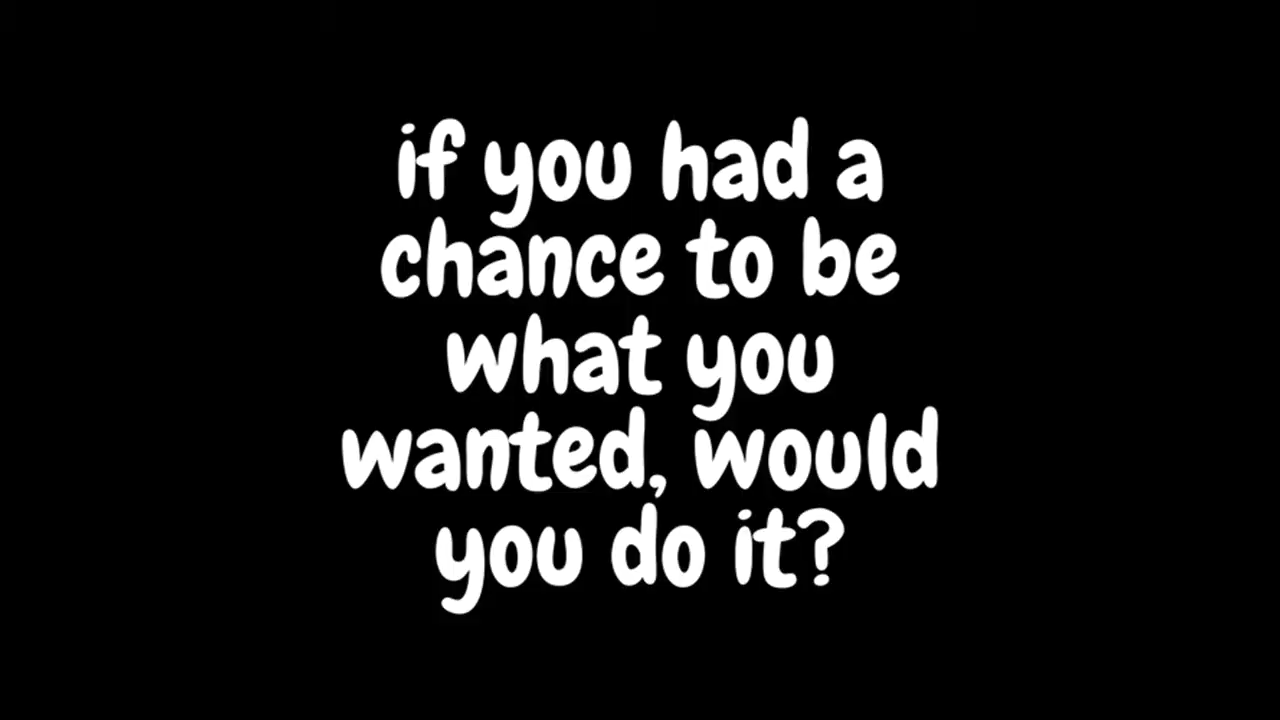 if you had a
chance to be
what you
wanted, would
you do it?